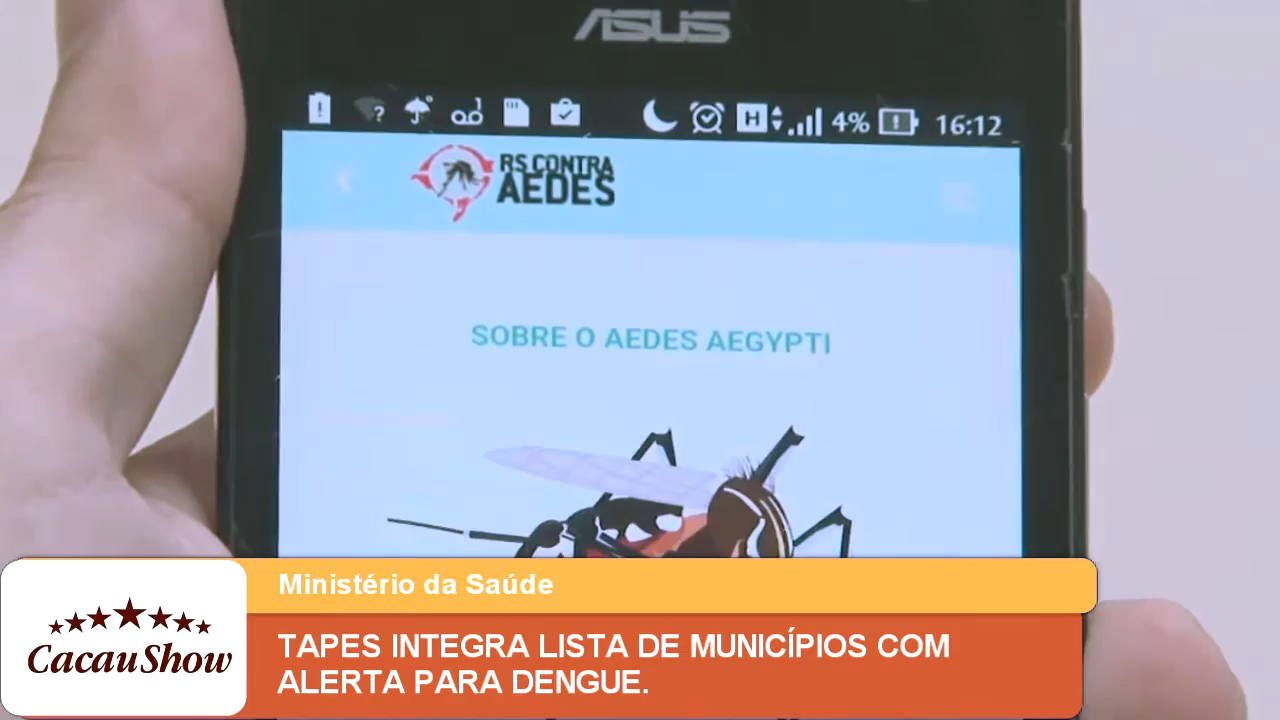 ASUS
4% 16:12
RS CONTRA
AEDES
SOBRE O AEDES AEGYPTI
Ministério da Saúde
TAPES INTEGRA LISTA DE MUNICÍPIOS COM
ALERTA PARA DENGUE.
CacauShow